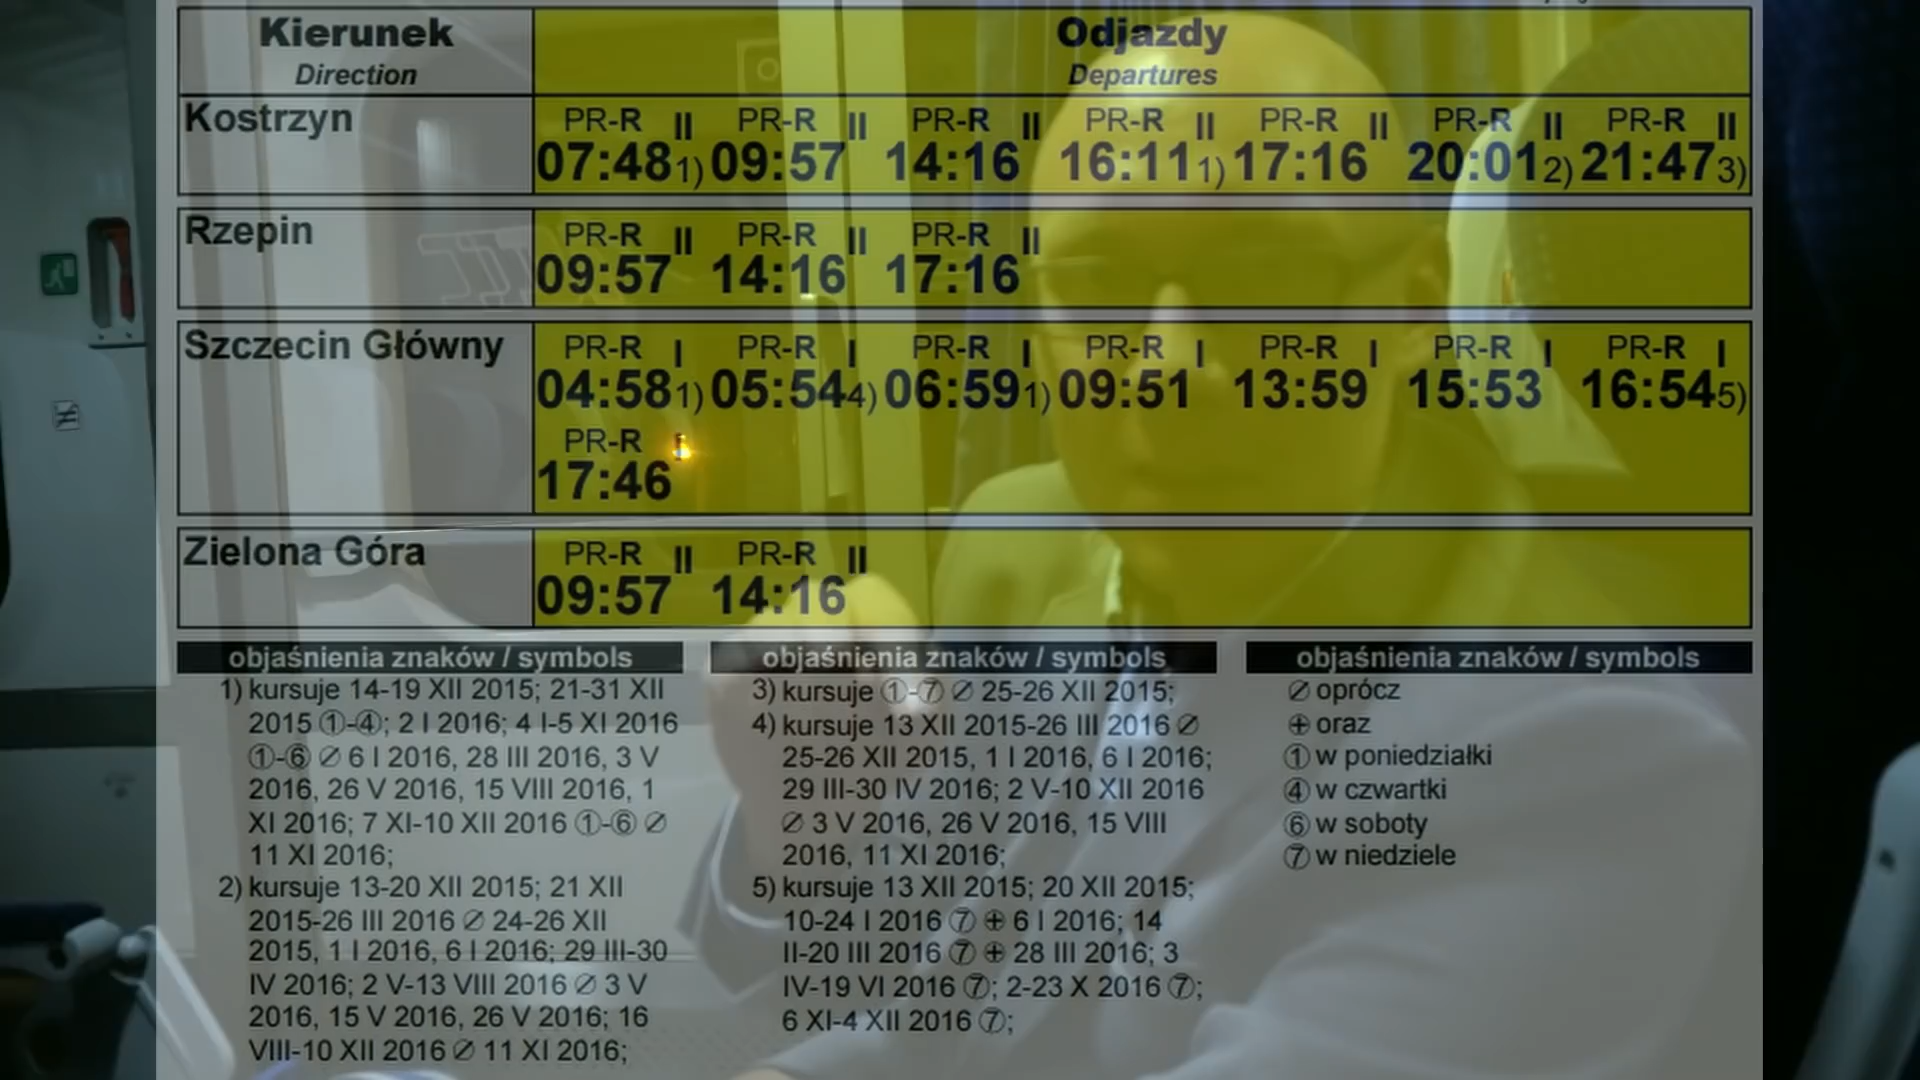 Kierunek
Direction
Odjazdy
Departures
Kostrzyn
PR-R II PR-R II PR-R II PR-R II PR-R II PR-R II PR-R II
07:48 1) 09:57 14:16 16:11 1) 17:16 20:01 2) 21:47 3)
Rzepin
PR-R II PR-R II PR-R II
09:57 14:16 17:16
Szczecin Główny
PR-R I PR-R I PR-R I PR-R I PR-R I PR-R I PR-R I
04:58 1) 05:54 4) 06:59 1) 09:51 13:59 15:53 16:54 5)
PR-R I
17:46
Zielona Góra
PR-R II PR-R II
09:57 14:16
objaśnienia znaków / symbols
1) kursuje 14-19 XII 2015; 21-31 XII
2015 ①-④; 2 I 2016; 4 I-5 XI 2016
①-⑥ ∅ 6 I 2016, 28 III 2016, 3 V
2016, 26 V 2016, 15 VIII 2016, 1
XI 2016; 7 XI-10 XII 2016 ①-⑥ ∅
11 XI 2016;
2) kursuje 13-20 XII 2015; 21 XII
2015-26 III 2016 ∅ 24-26 XII
2015, 1 I 2016, 6 I 2016; 29 III-30
IV 2016; 2 V-13 VIII 2016 ∅ 3 V
2016, 15 V 2016, 26 V 2016; 16
VIII-10 XII 2016 ∅ 11 XI 2016;
objaśnienia znaków / symbols
3) kursuje ①-⑦ ∅ 25-26 XII 2015;
4) kursuje 13 XII 2015-26 III 2016 ∅
25-26 XII 2015, 1 I 2016, 6 I 2016;
29 III-30 IV 2016; 2 V-10 XII 2016
∅ 3 V 2016, 26 V 2016, 15 VIII
2016, 11 XI 2016;
5) kursuje 13 XII 2015; 20 XII 2015;
10-24 I 2016 ⑦ ⊕ 6 I 2016; 14
II-20 III 2016 ⑦ ⊕ 28 III 2016; 3
IV-19 VI 2016 ⑦; 2-23 X 2016 ⑦;
6 XI-4 XII 2016 ⑦;
objaśnienia znaków / symbols
∅ oprócz
⊕ oraz
① w poniedziałki
④ w czwartki
⑥ w soboty
⑦ w niedziele